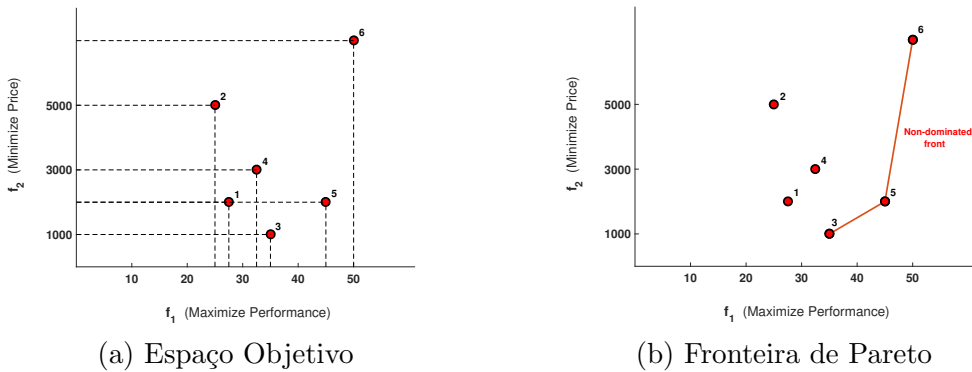 6
2
5000
4
3000
1
5
3
1000
10 20 30 40 50
f2 (Minimize Price)
f1 (Maximize Performance)
(a) Espaço Objetivo
6
2
5000
Non-dominated
front
4
3000
1
5
3
1000
10 20 30 40 50
f2 (Minimize Price)
f1 (Maximize Performance)
(b) Fronteira de Pareto